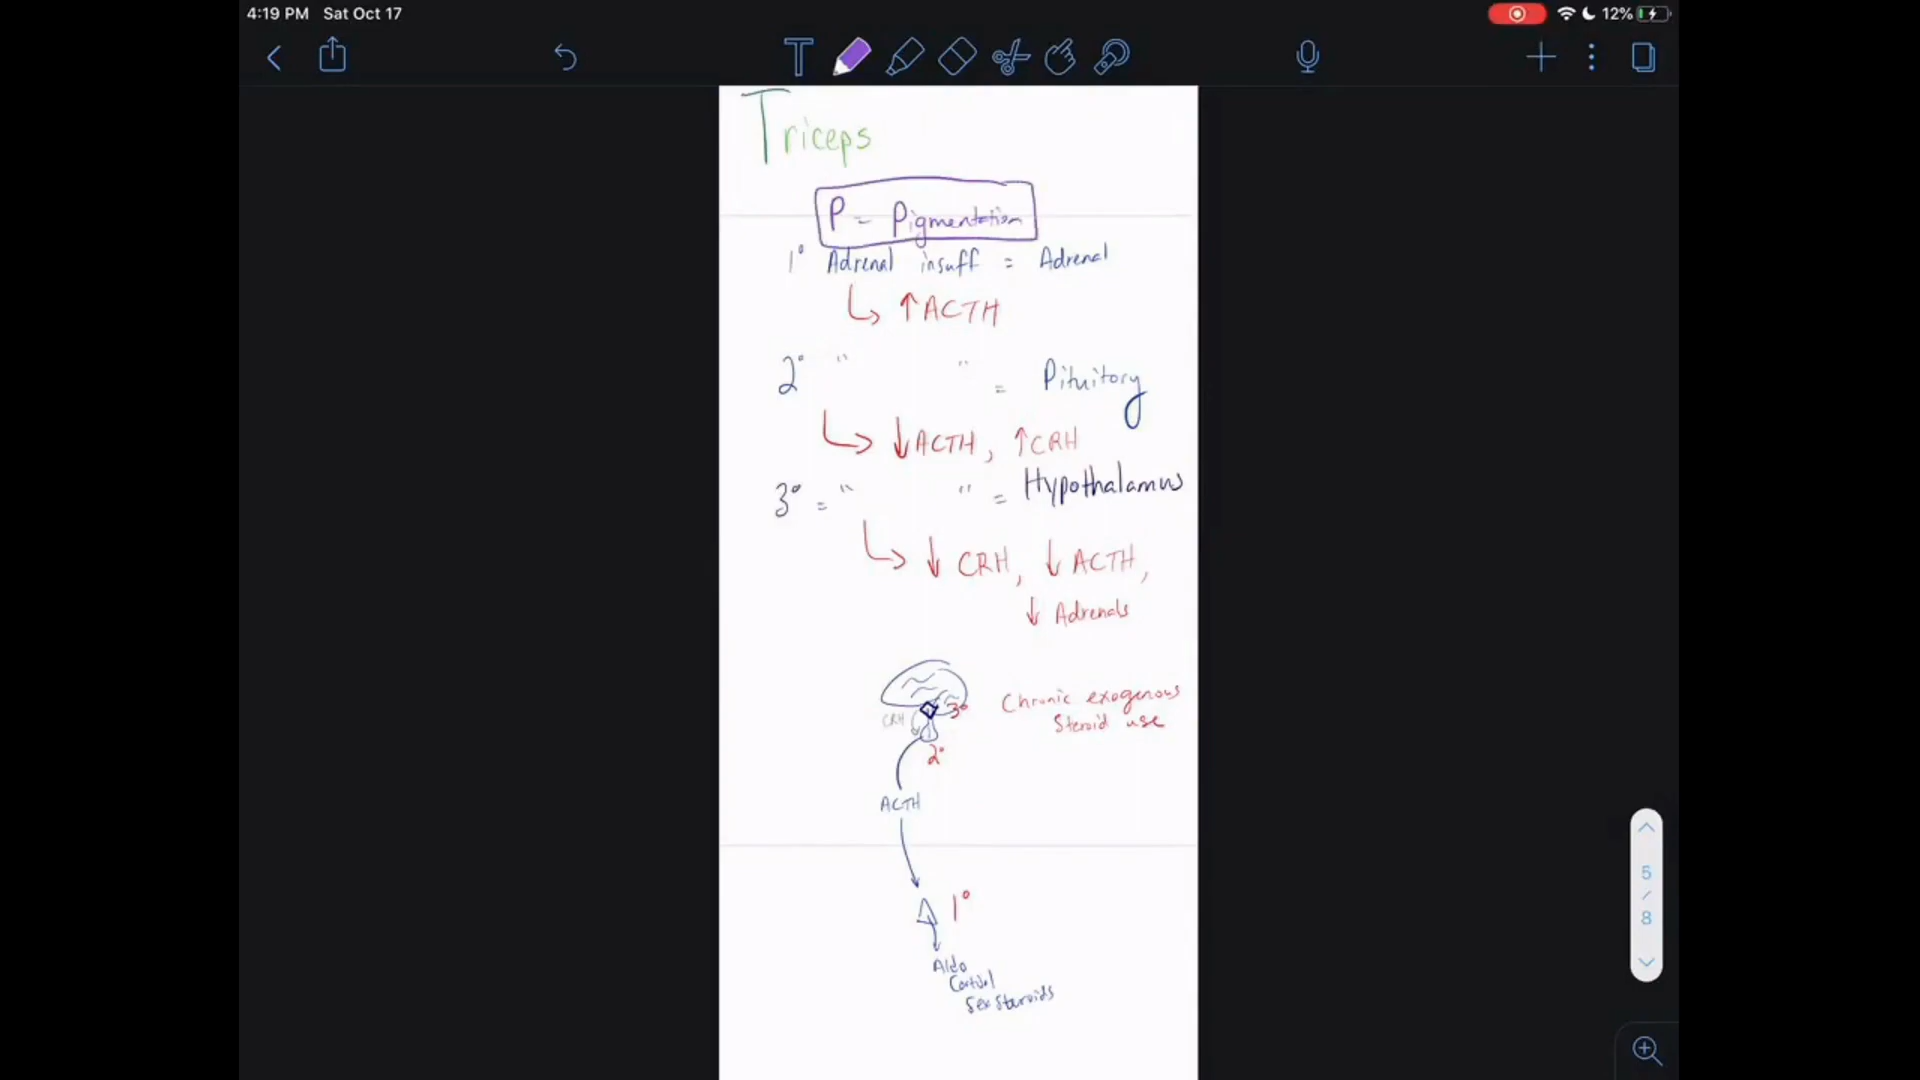 4:19 PM Sat Oct 17
12%
T
Triceps
P = Pigmentation
1° Adrenal insuff = Adrenal
↳ ↑ACTH
2° " " = Pituitory
↳ ↓ACTH, ↑CRH
3° = " " = Hypothalamus
↳ ↓ CRH, ↓ ACTH,
↓ Adrenals
CRH 3°
Chronic exogenous
Steroid use
2°
ACTH
1°
Aldo
Cortisol
Sex Steroids
5
/
8